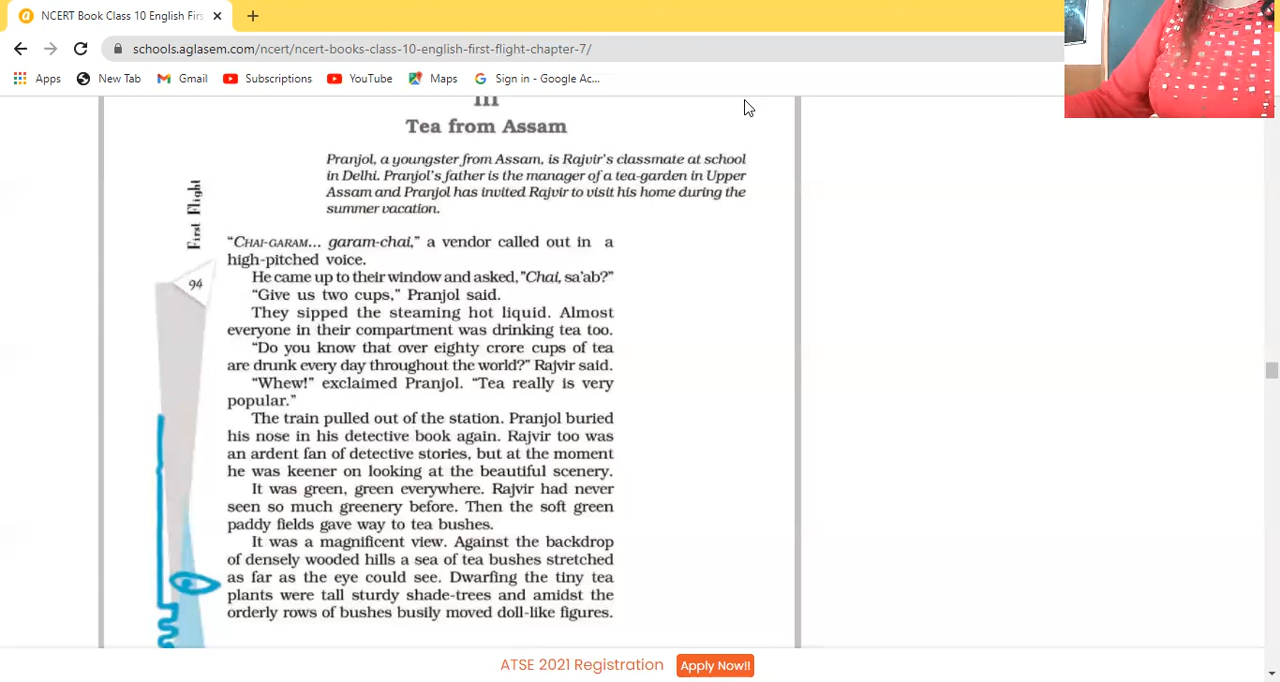 NCERT Book Class 10 English Firs
schools.aglasem.com/ncert/ncert-books-class-10-english-first-flight-chapter-7/
Apps New Tab Gmail Subscriptions YouTube Maps Sign in - Google Ac...
III
Tea from Assam
Pranjol, a youngster from Assam, is Rajvir's classmate at school
in Delhi. Pranjol's father is the manager of a tea-garden in Upper
Assam and Pranjol has invited Rajvir to visit his home during the
summer vacation.
First Flight
94
“CHAI-GARAM... garam-chai,” a vendor called out in a
high-pitched voice.
He came up to their window and asked, ”Chai, sa'ab?”
“Give us two cups,” Pranjol said.
They sipped the steaming hot liquid. Almost
everyone in their compartment was drinking tea too.
“Do you know that over eighty crore cups of tea
are drunk every day throughout the world?” Rajvir said.
“Whew!” exclaimed Pranjol. “Tea really is very
popular.”
The train pulled out of the station. Pranjol buried
his nose in his detective book again. Rajvir too was
an ardent fan of detective stories, but at the moment
he was keener on looking at the beautiful scenery.
It was green, green everywhere. Rajvir had never
seen so much greenery before. Then the soft green
paddy fields gave way to tea bushes.
It was a magnificent view. Against the backdrop
of densely wooded hills a sea of tea bushes stretched
as far as the eye could see. Dwarfing the tiny tea
plants were tall sturdy shade-trees and amidst the
orderly rows of bushes busily moved doll-like figures.
ATSE 2021 Registration Apply Now!!